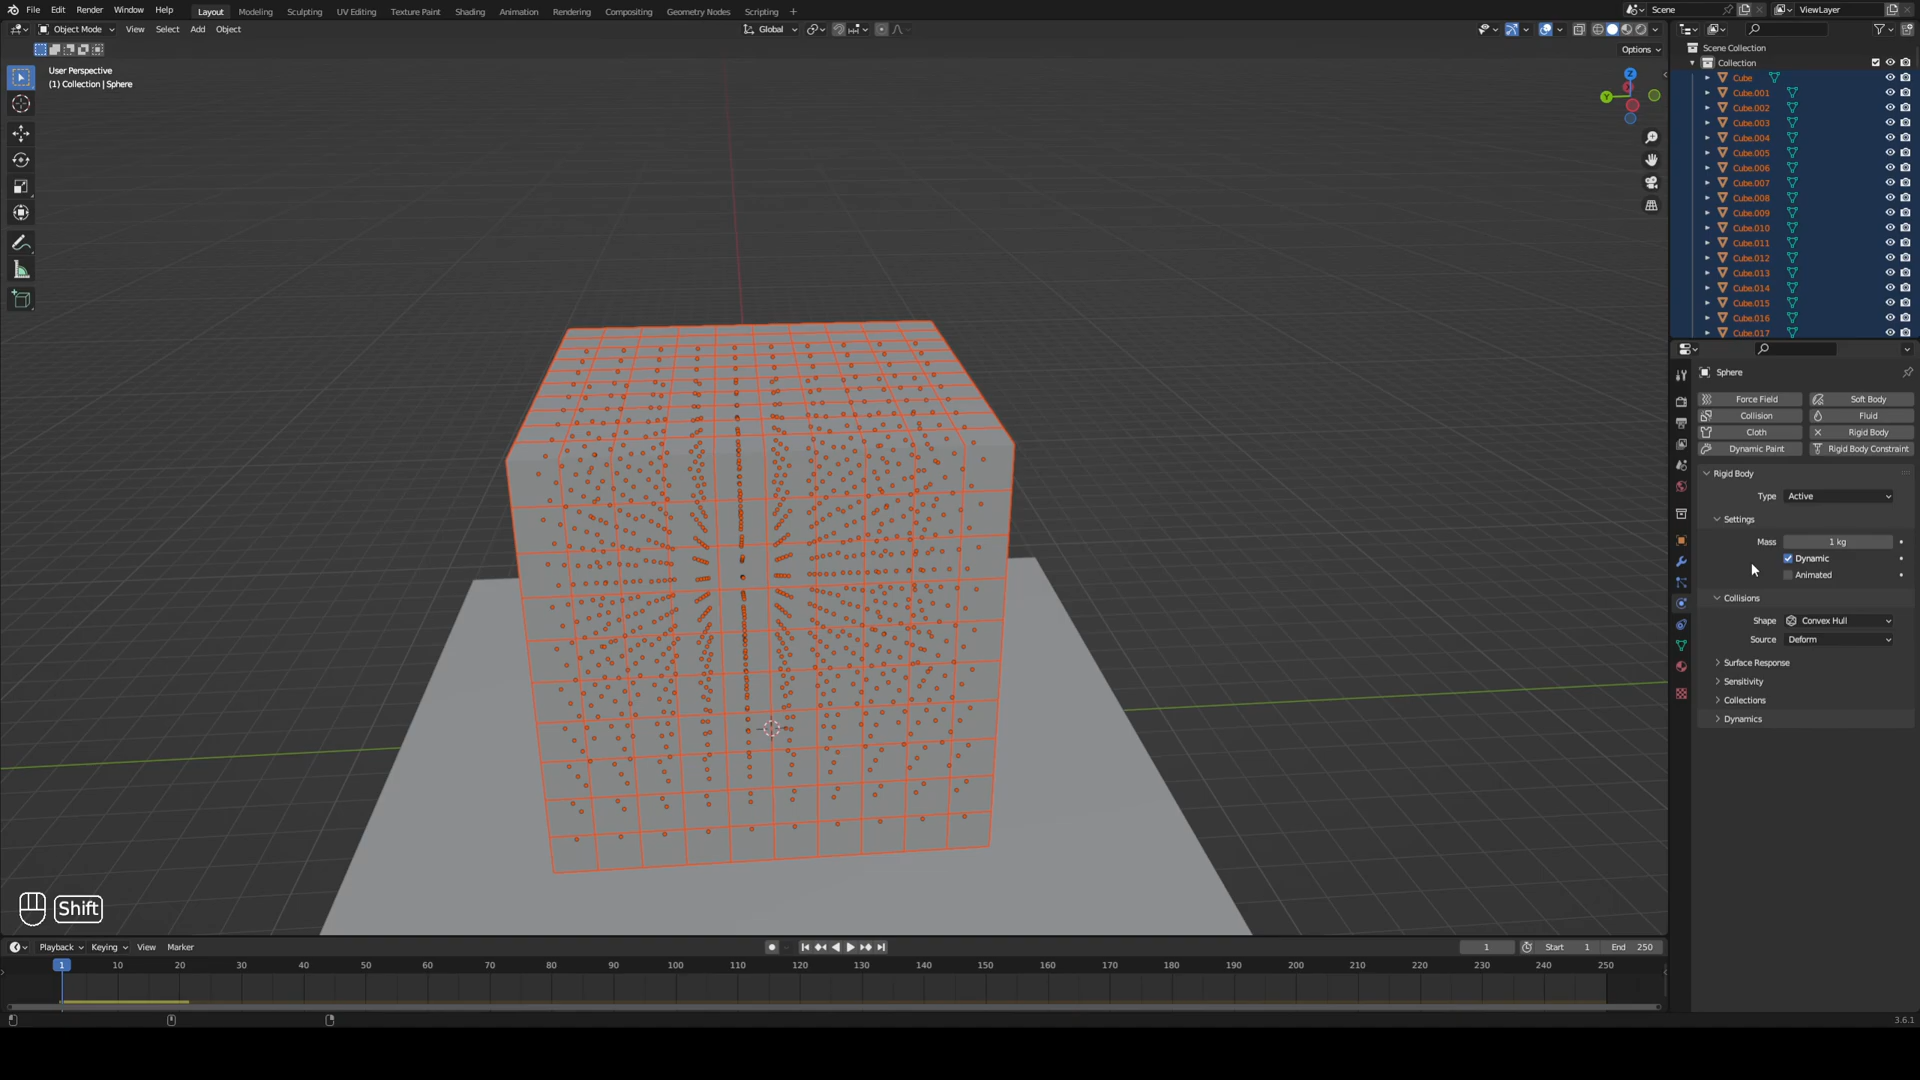 File Edit Render Window Help Layout Modeling Sculpting UV Editing Texture Paint Shading Animation Rendering Compositing Geometry Nodes Scripting + Scene ViewLayer
Object Mode View Select Add Object Global
Options
User Perspective
(1) Collection | Sphere
Z
Y
Scene Collection
Collection
Cube
Cube.001
Cube.002
Cube.003
Cube.004
Cube.005
Cube.006
Cube.007
Cube.008
Cube.009
Cube.010
Cube.011
Cube.012
Cube.013
Cube.014
Cube.015
Cube.016
Cube.017
Sphere
Force Field Soft Body
Collision Fluid
Cloth Rigid Body
Dynamic Paint Rigid Body Constraint
Rigid Body
Type Active
Settings
Mass 1 kg
Dynamic
Animated
Collisions
Shape Convex Hull
Source Deform
Surface Response
Sensitivity
Collections
Dynamics
Shift
Playback Keying View Marker 1 Start 1 End 250
1 10 20 30 40 50 60 70 80 90 100 110 120 130 140 150 160 170 180 190 200 210 220 230 240 250
3.6.1